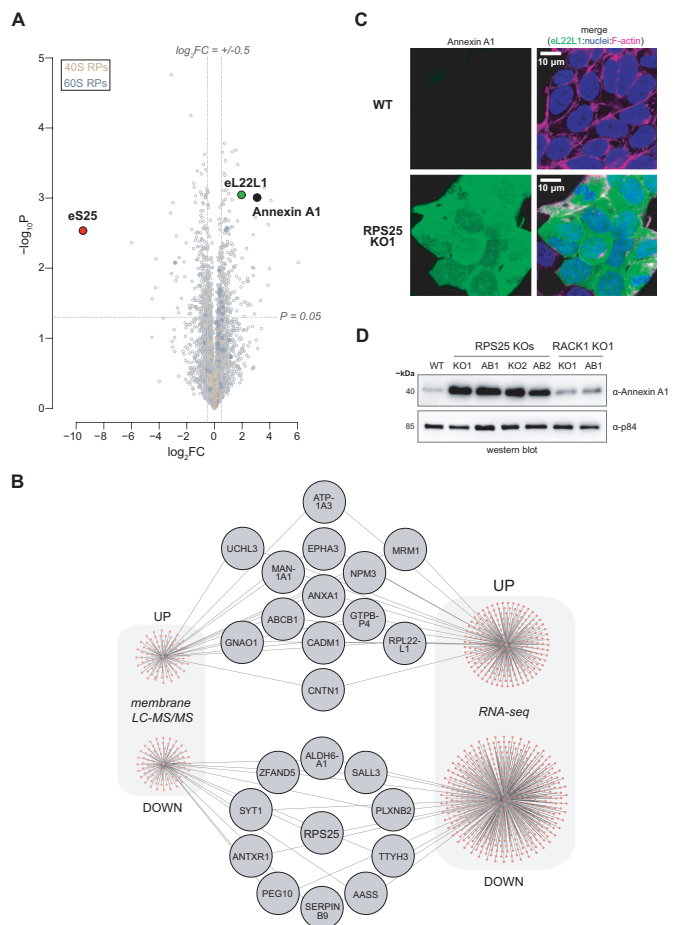 A
log2FC = +/-0.5
5
40S RPs
60S RPs
4
eL22L1
3
Annexin A1
eS25
−log10P
2
P = 0.05
1
0
−10 −8 −6 −4 −2 0 2 4 6
log2FC
C
Annexin A1
merge
(eL22L1:nuclei:F-actin)
10 μm
10 μm
WT
10 μm
10 μm
RPS25
KO1
D
RPS25 KOs
RACK1 KO1
~kDa
WT KO1 AB1 KO2 AB2 KO1 AB1
40
α-Annexin A1
85
α-p84
western blot
B
ATP-
1A3
UCHL3
EPHA3
MRM1
MAN-
1A1
NPM3
ANXA1
UP
UP
ABCB1
GTPB-
P4
GNAO1
CADM1
RPL22-
L1
CNTN1
membrane
LC-MS/MS
RNA-seq
ALDH6-
A1
ZFAND5
SALL3
DOWN
SYT1
PLXNB2
RPS25
ANTXR1
TTYH3
PEG10
AASS
SERPIN
B9
DOWN